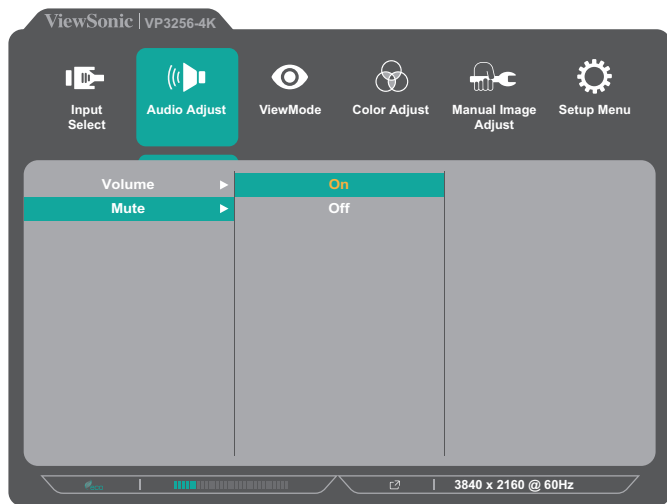 ViewSonic | VP3256-4K
Input
Select
Audio Adjust
ViewMode
Color Adjust
Manual Image
Adjust
Setup Menu
Volume
On
Mute
Off
3840 x 2160 @ 60Hz